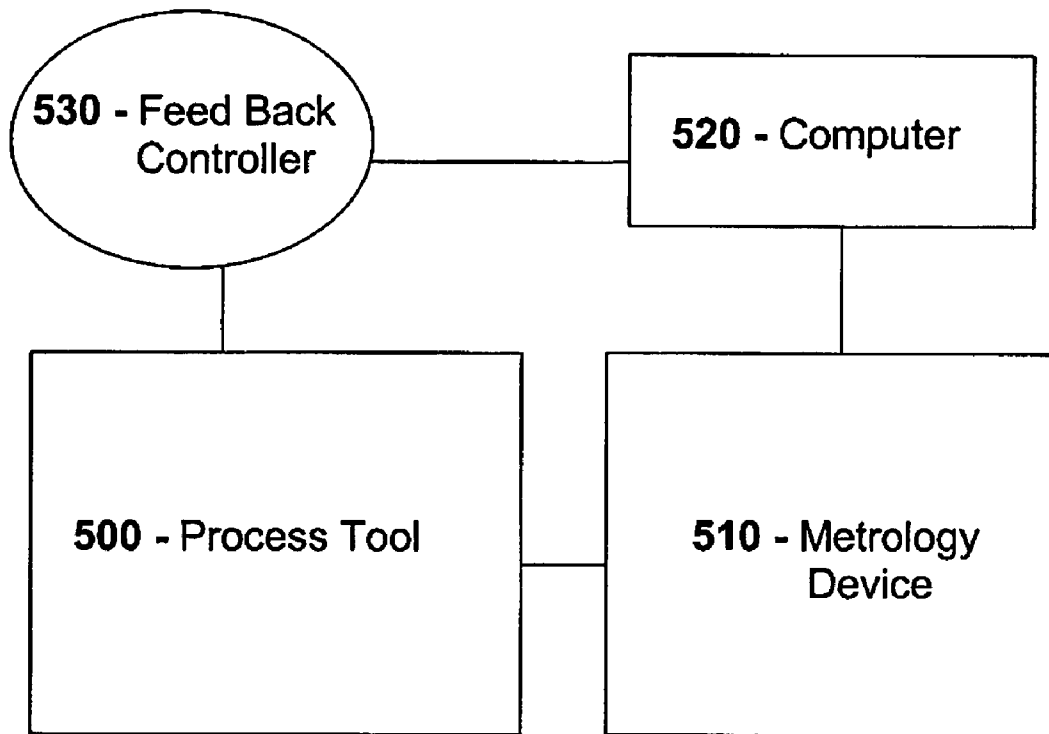 530 - Feed Back
Controller
520 - Computer
500 - Process Tool
510 - Metrology
Device